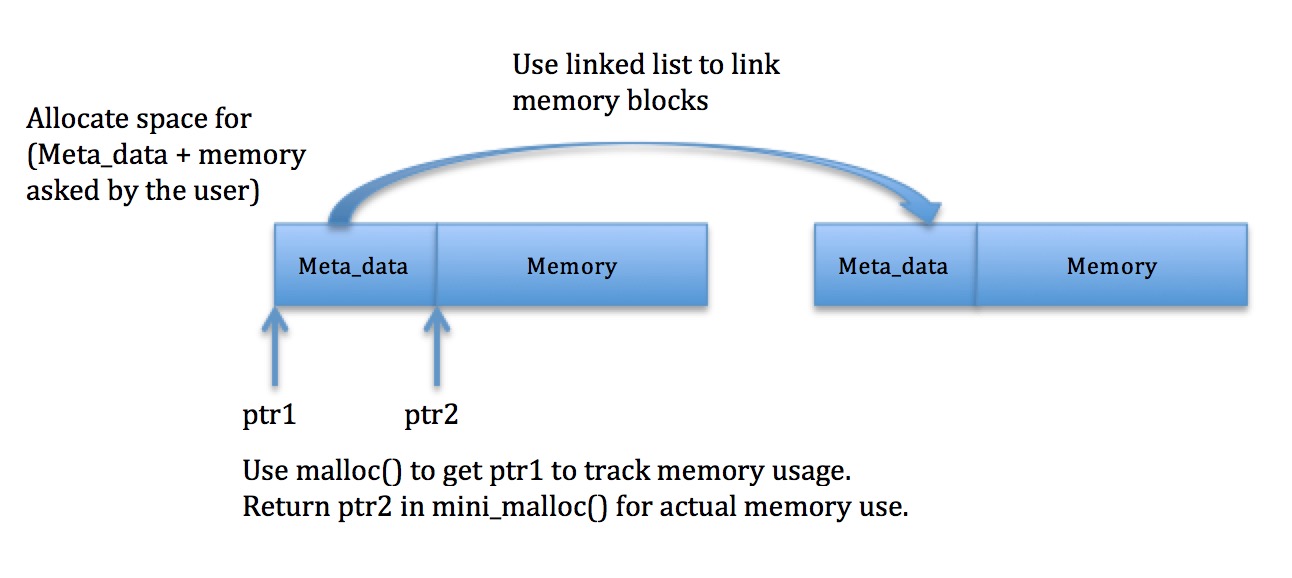 Use linked list to link
memory blocks
Allocate space for
(Meta_data + memory
asked by the user)
Meta_data
Memory
Meta_data
Memory
ptr1
ptr2
Use malloc() to get ptr1 to track memory usage.
Return ptr2 in mini_malloc() for actual memory use.